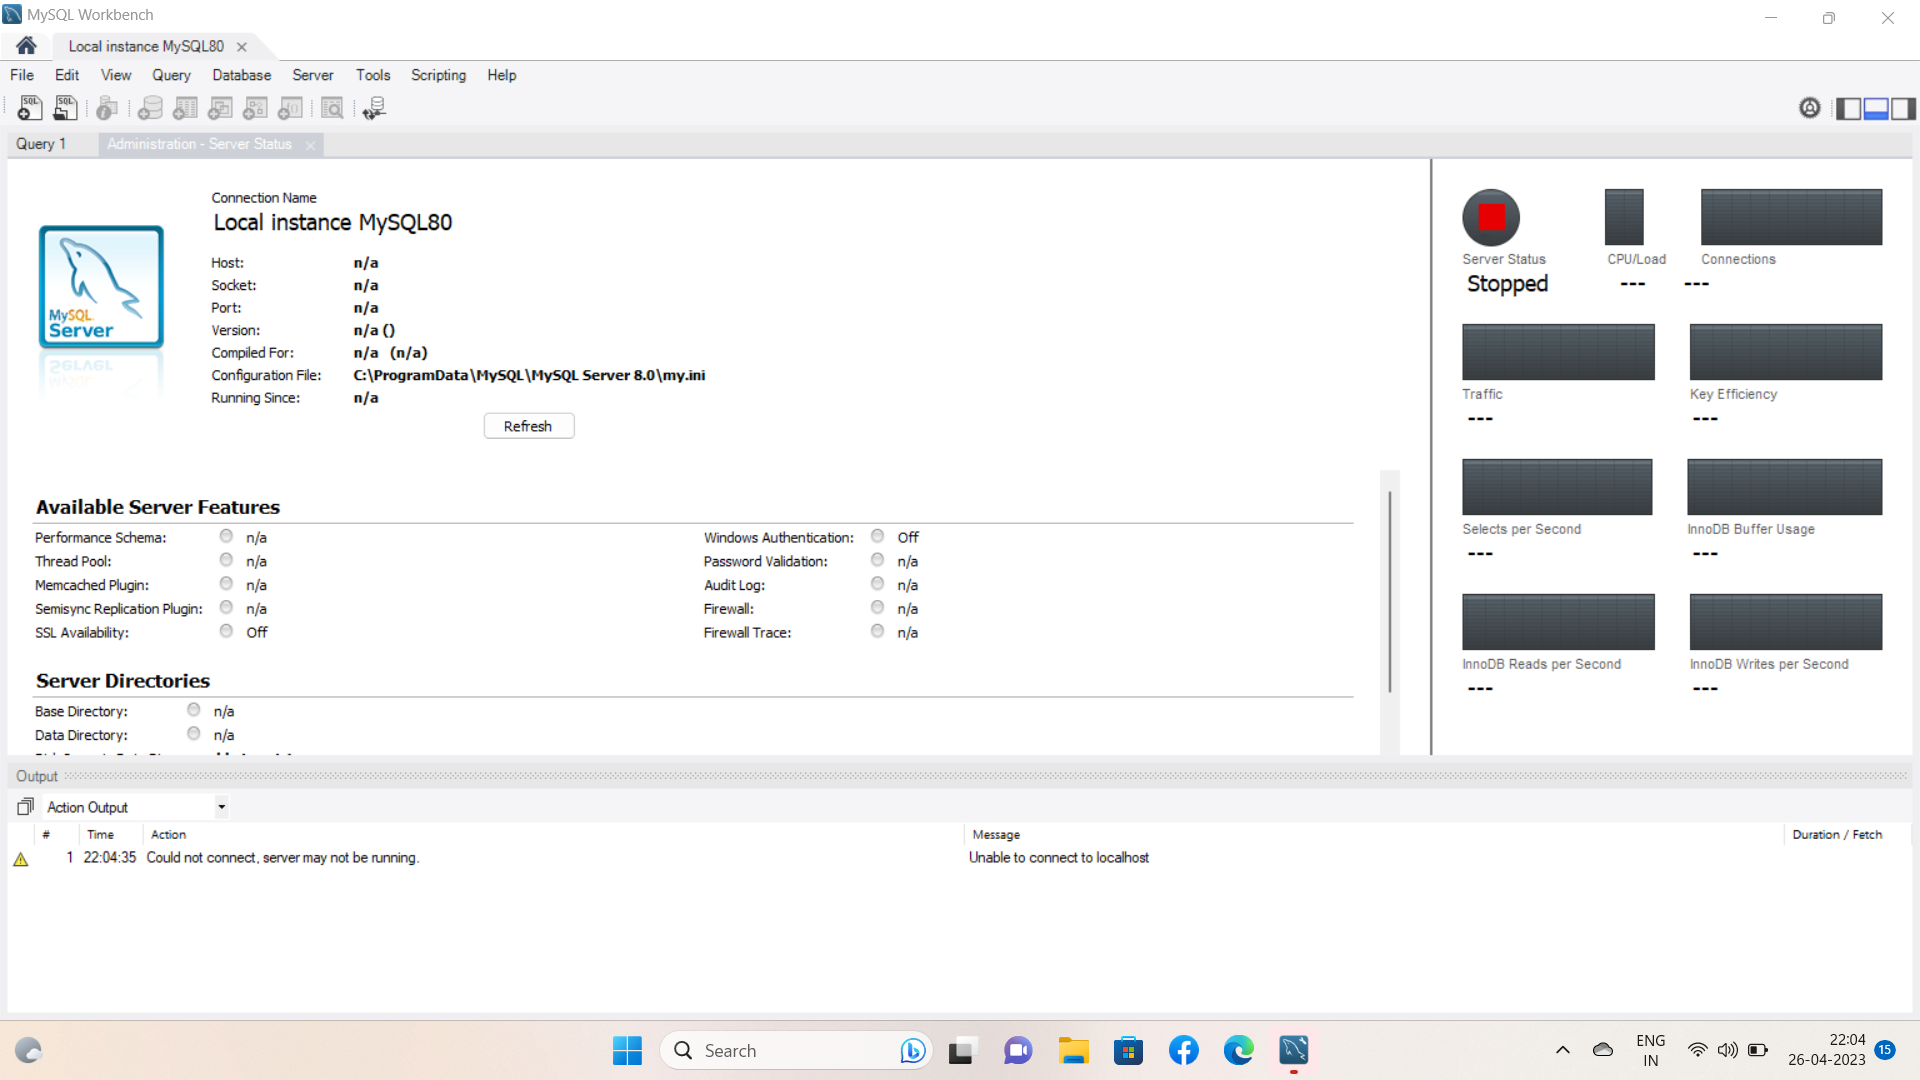 MySQL Workbench
Local instance MySQL80
File Edit View Query Database Server Tools Scripting Help
SQL SQL
Query 1 Administration - Server Status
Connection Name
Local instance MySQL80
Host: n/a
Socket: n/a
Port: n/a
Version: n/a ()
Compiled For: n/a (n/a)
Configuration File: C:\ProgramData\MySQL\MySQL Server 8.0\my.ini
Running Since: n/a
Refresh
MySQL
Server
Available Server Features
Performance Schema: n/a
Thread Pool: n/a
Memcached Plugin: n/a
Semisync Replication Plugin: n/a
SSL Availability: Off
Windows Authentication: Off
Password Validation: n/a
Audit Log: n/a
Firewall: n/a
Firewall Trace: n/a
Server Directories
Base Directory: n/a
Data Directory: n/a
Server Status CPU/Load Connections
Stopped --- ---
Traffic Key Efficiency
--- ---
Selects per Second InnoDB Buffer Usage
--- ---
InnoDB Reads per Second InnoDB Writes per Second
--- ---
Output
Action Output
# Time Action Message Duration / Fetch
1 22:04:35 Could not connect, server may not be running. Unable to connect to localhost
Search
ENG
IN
22:04
26-04-2023
15